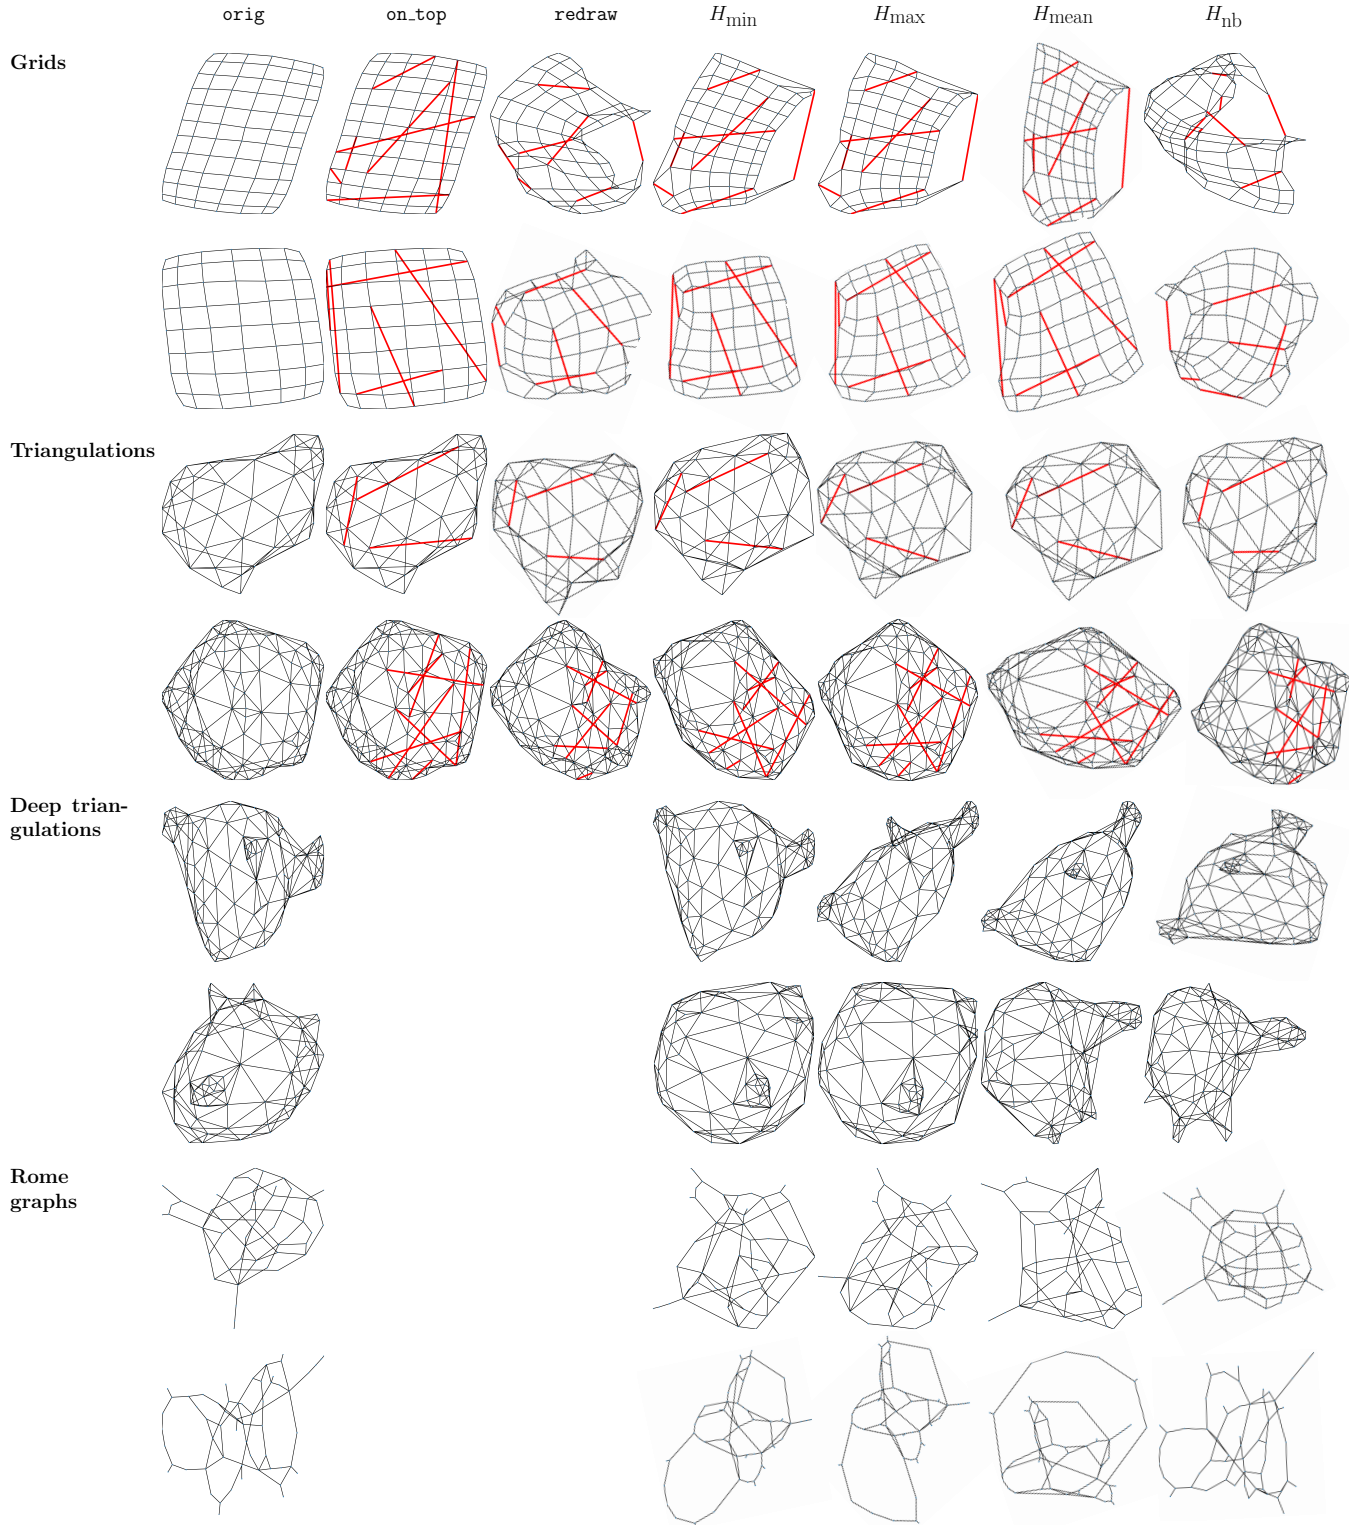 orig on_top redraw H_min H_max H_mean H_nb
Grids
Triangulations
Deep trian-
gulations
Rome
graphs